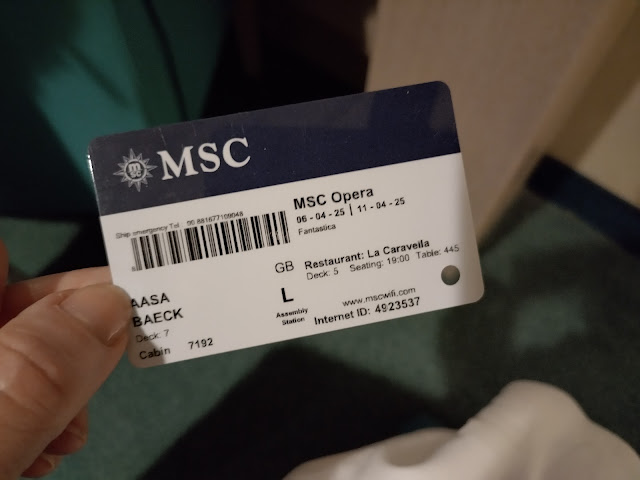 MSC
MSC Opera
06-04-25 | 11-04-25
Fantastica
Ship emergency Tel.: 00 881677109048
GB
Restaurant: La Caravella
Deck: 5 Seating: 19:00 Table: 445
AASA
BAECK
Deck: 7
Cabin 7192
L
Assembly
Station
www.mscwifi.com
Internet ID: 4923537